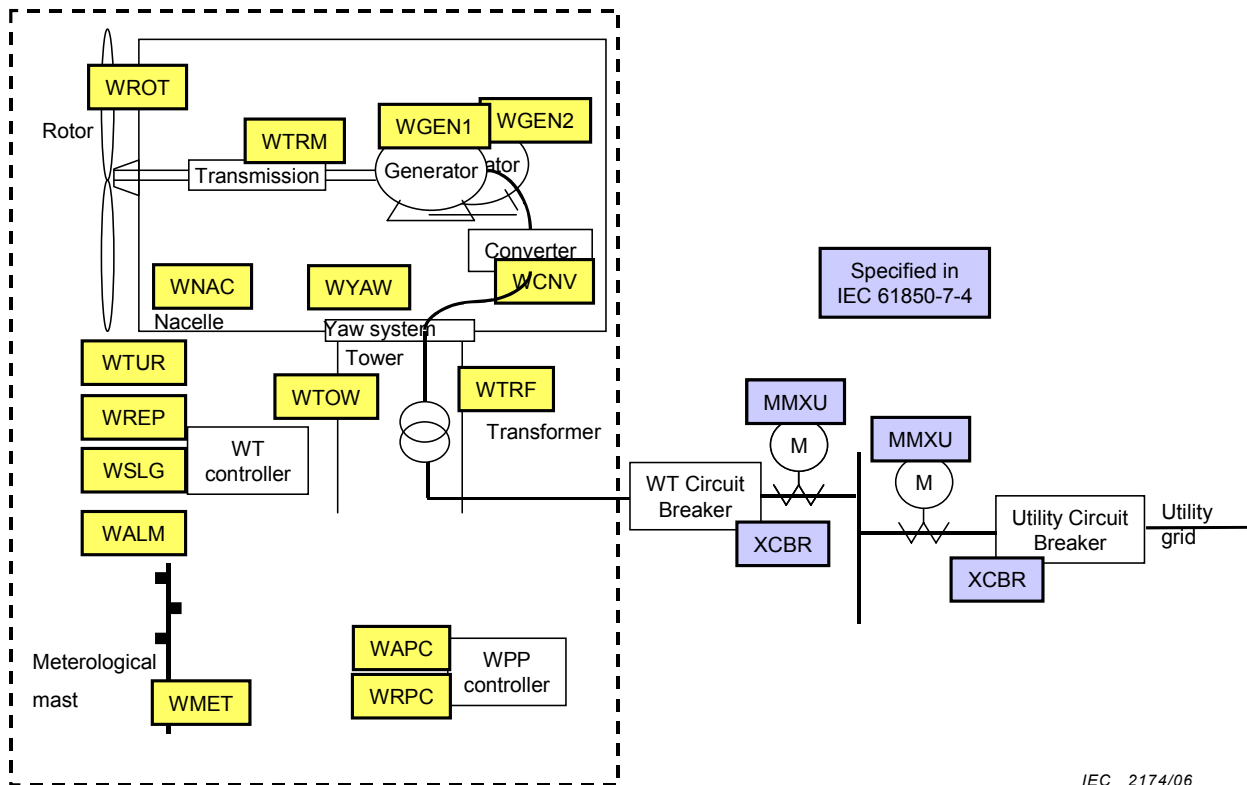 WROT
Rotor
WTRM
WGEN1
WGEN2
Transmission
Generator
ator
Converter
WCNV
WNAC
Nacelle
WYAW
Yaw system
Tower
WTUR
WTOW
WTRF
Transformer
WREP
WSLG
WT
controller
WALM
Meterological
mast
WMET
WAPC
WRPC
WPP
controller
Specified in
IEC 61850-7-4
MMXU
M
MMXU
M
WT Circuit
Breaker
XCBR
Utility Circuit
Breaker
XCBR
Utility
grid
IEC 2174/06